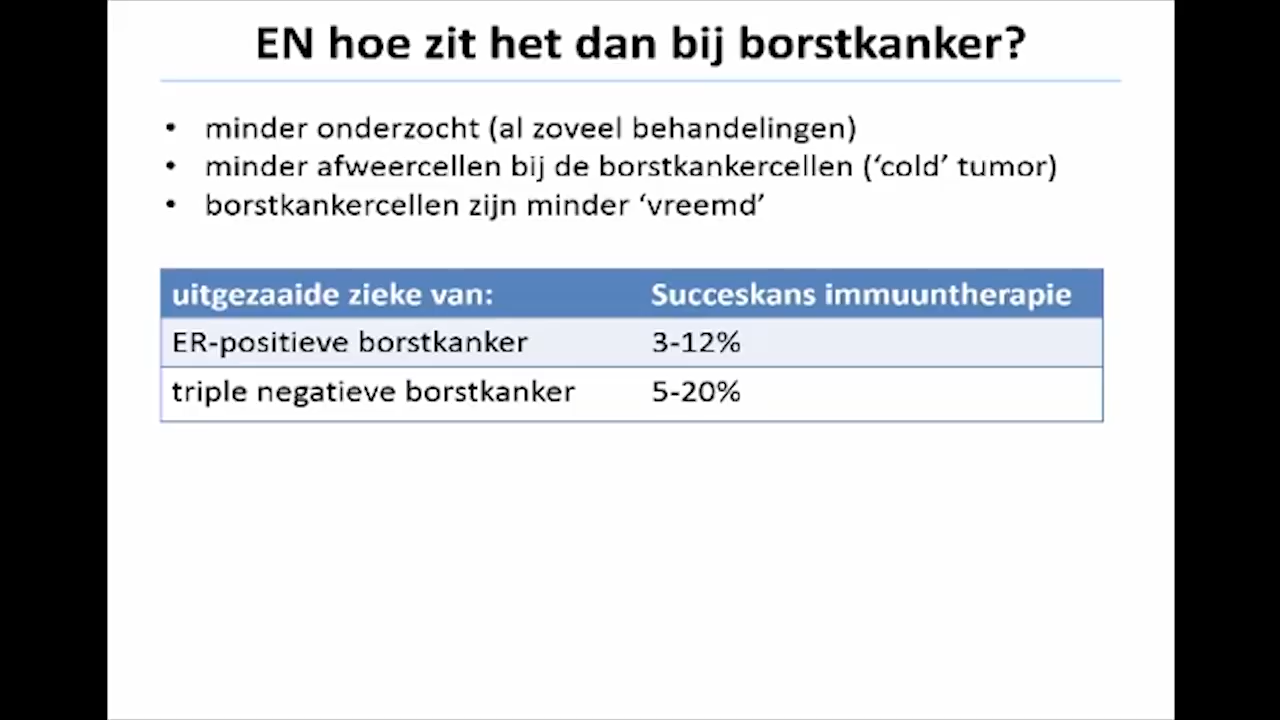 EN hoe zit het dan bij borstkanker?
• minder onderzocht (al zoveel behandelingen)
• minder afweercellen bij de borstkankercellen (‘cold’ tumor)
• borstkankercellen zijn minder ‘vreemd’
uitgezaaide zieke van: Succeskans immuuntherapie
ER-positieve borstkanker 3-12%
triple negatieve borstkanker 5-20%